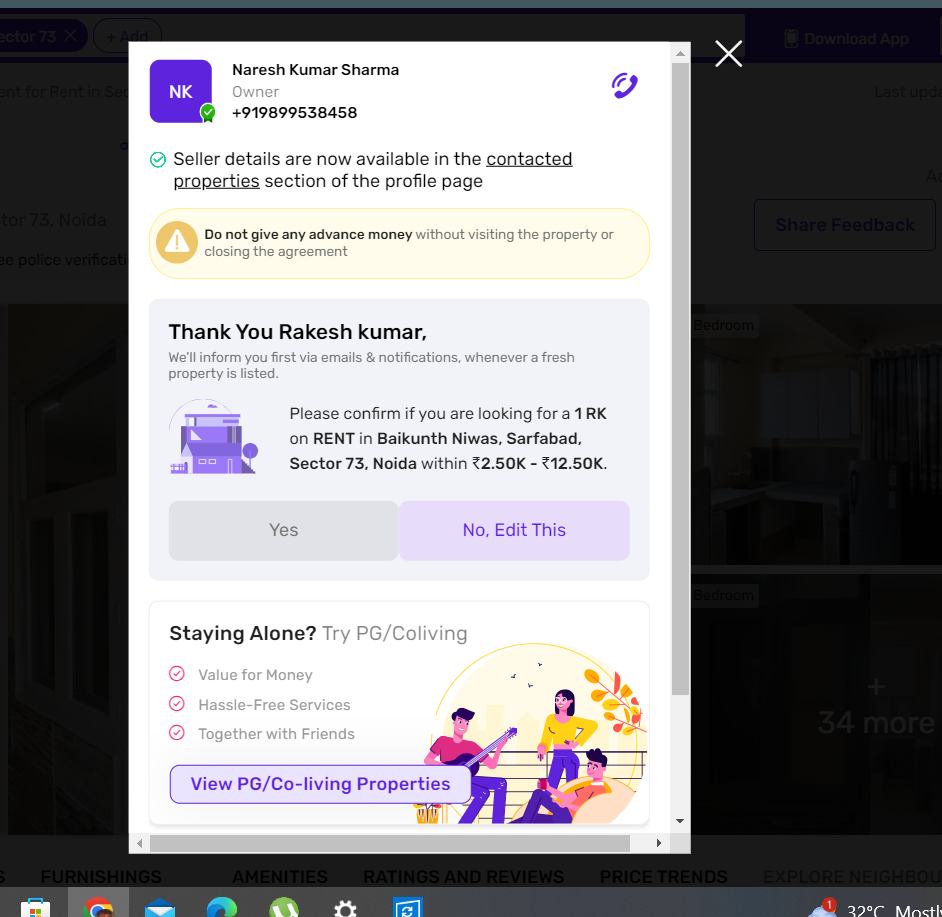 ector 73
+ Add
Download App
NK
Naresh Kumar Sharma
Owner
+919899538458
ent for Rent in Sec
Last upda
Seller details are now available in the contacted
properties section of the profile page
tor 73, Noida
Share Feedback
Do not give any advance money without visiting the property or
closing the agreement
ee police verificati
Thank You Rakesh kumar,
We'll inform you first via emails & notifications, whenever a fresh
property is listed.
Bedroom
Please confirm if you are looking for a 1 RK
on RENT in Baikunth Niwas, Sarfabad,
Sector 73, Noida within ₹2.50K - ₹12.50K.
Yes
No, Edit This
Bedroom
Staying Alone? Try PG/Coliving
Value for Money
Hassle-Free Services
Together with Friends
+
34 more
View PG/Co-living Properties
S
FURNISHINGS
AMENITIES
RATINGS AND REVIEWS
PRICE TRENDS
EXPLORE NEIGHBOU
1
32°C
Mostl